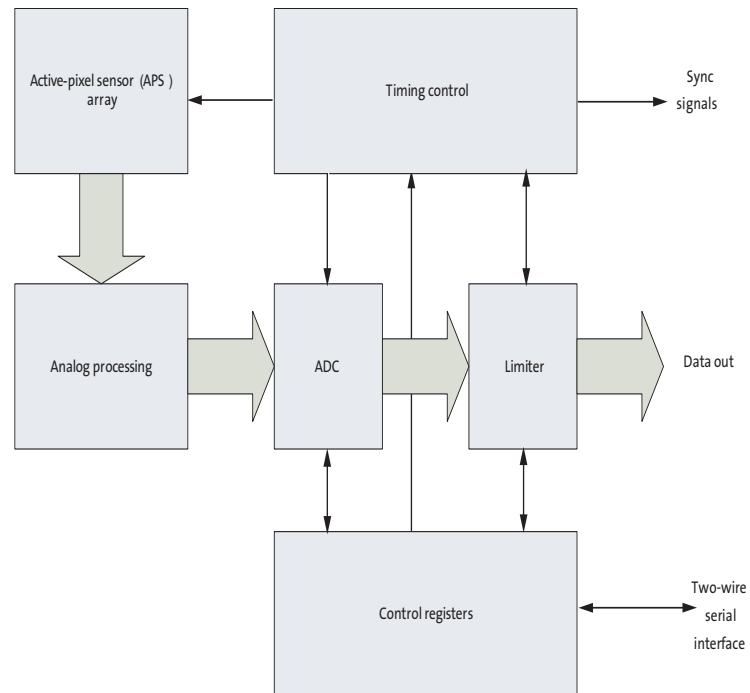 Active-pixel sensor (APS )
array
Timing control
Sync
signals
Analog processing
ADC
Limiter
Data out
Control registers
Two-wire
serial
interface